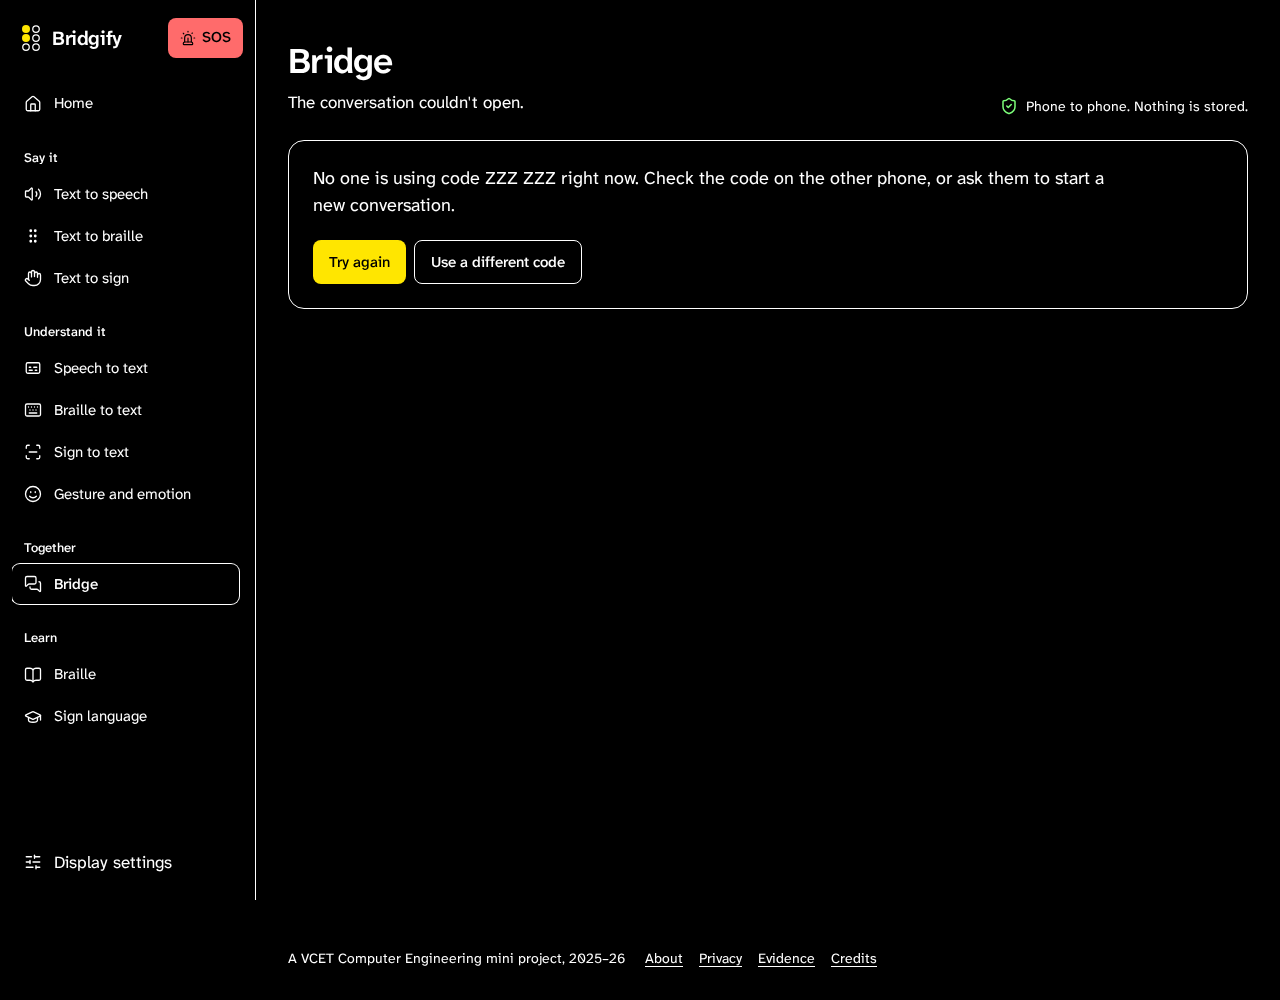 Bridgify
SOS
Home
Say it
Text to speech
Text to braille
Text to sign
Understand it
Speech to text
Braille to text
Sign to text
Gesture and emotion
Together
Bridge
Learn
Braille
Sign language
Display settings
Bridge
The conversation couldn't open.
Phone to phone. Nothing is stored.
No one is using code ZZZ ZZZ right now. Check the code on the other phone, or ask them to start a
new conversation.
Try again
Use a different code
A VCET Computer Engineering mini project, 2025–26 About Privacy Evidence Credits